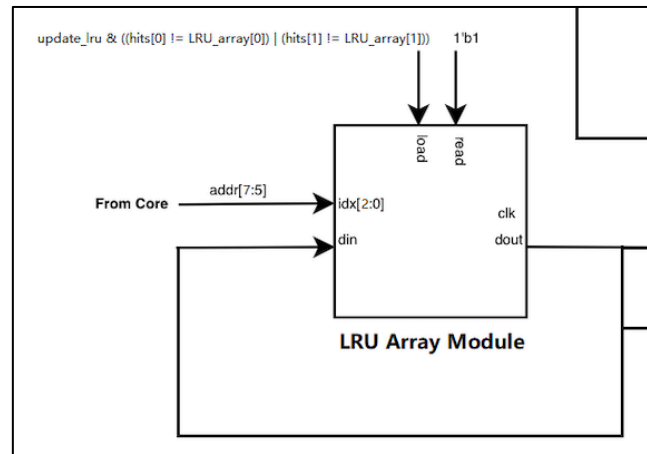 update_lru & ((hits[0] != LRU_array[0]) | (hits[1] != LRU_array[1])) 1'b1
load
read
addr[7:5]
From Core
idx[2:0]
clk
din
dout
LRU Array Module